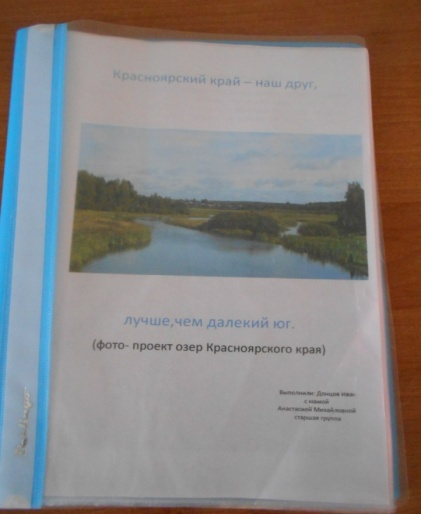 Красноярский край – наш друг,
лучше,чем далекий юг.
(фото- проект озер Красноярского края)
Выполнили: Донцов Иван
с мамой
Анастасией Михайловной
старшая группа